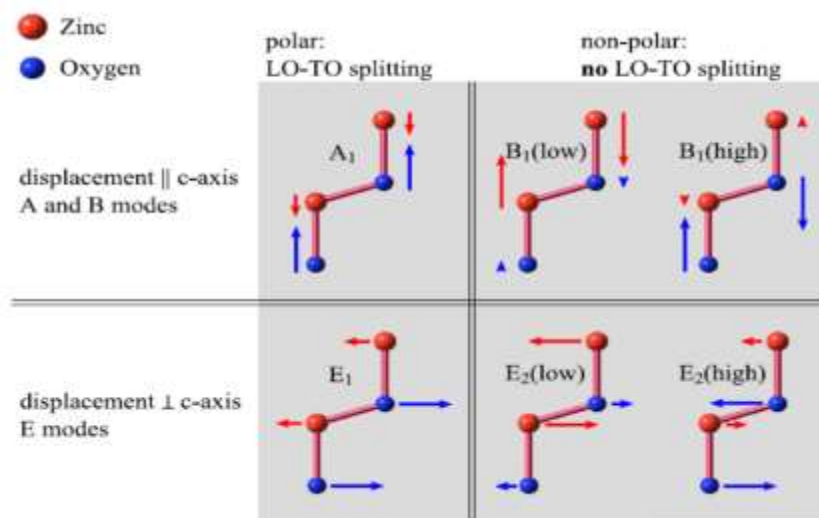 Zinc
Oxygen
polar:
LO-TO splitting
non-polar:
no LO-TO splitting
displacement || c-axis
A and B modes
A₁
B₁(low)
B₁(high)
displacement ⊥ c-axis
E modes
E₁
E₂(low)
E₂(high)